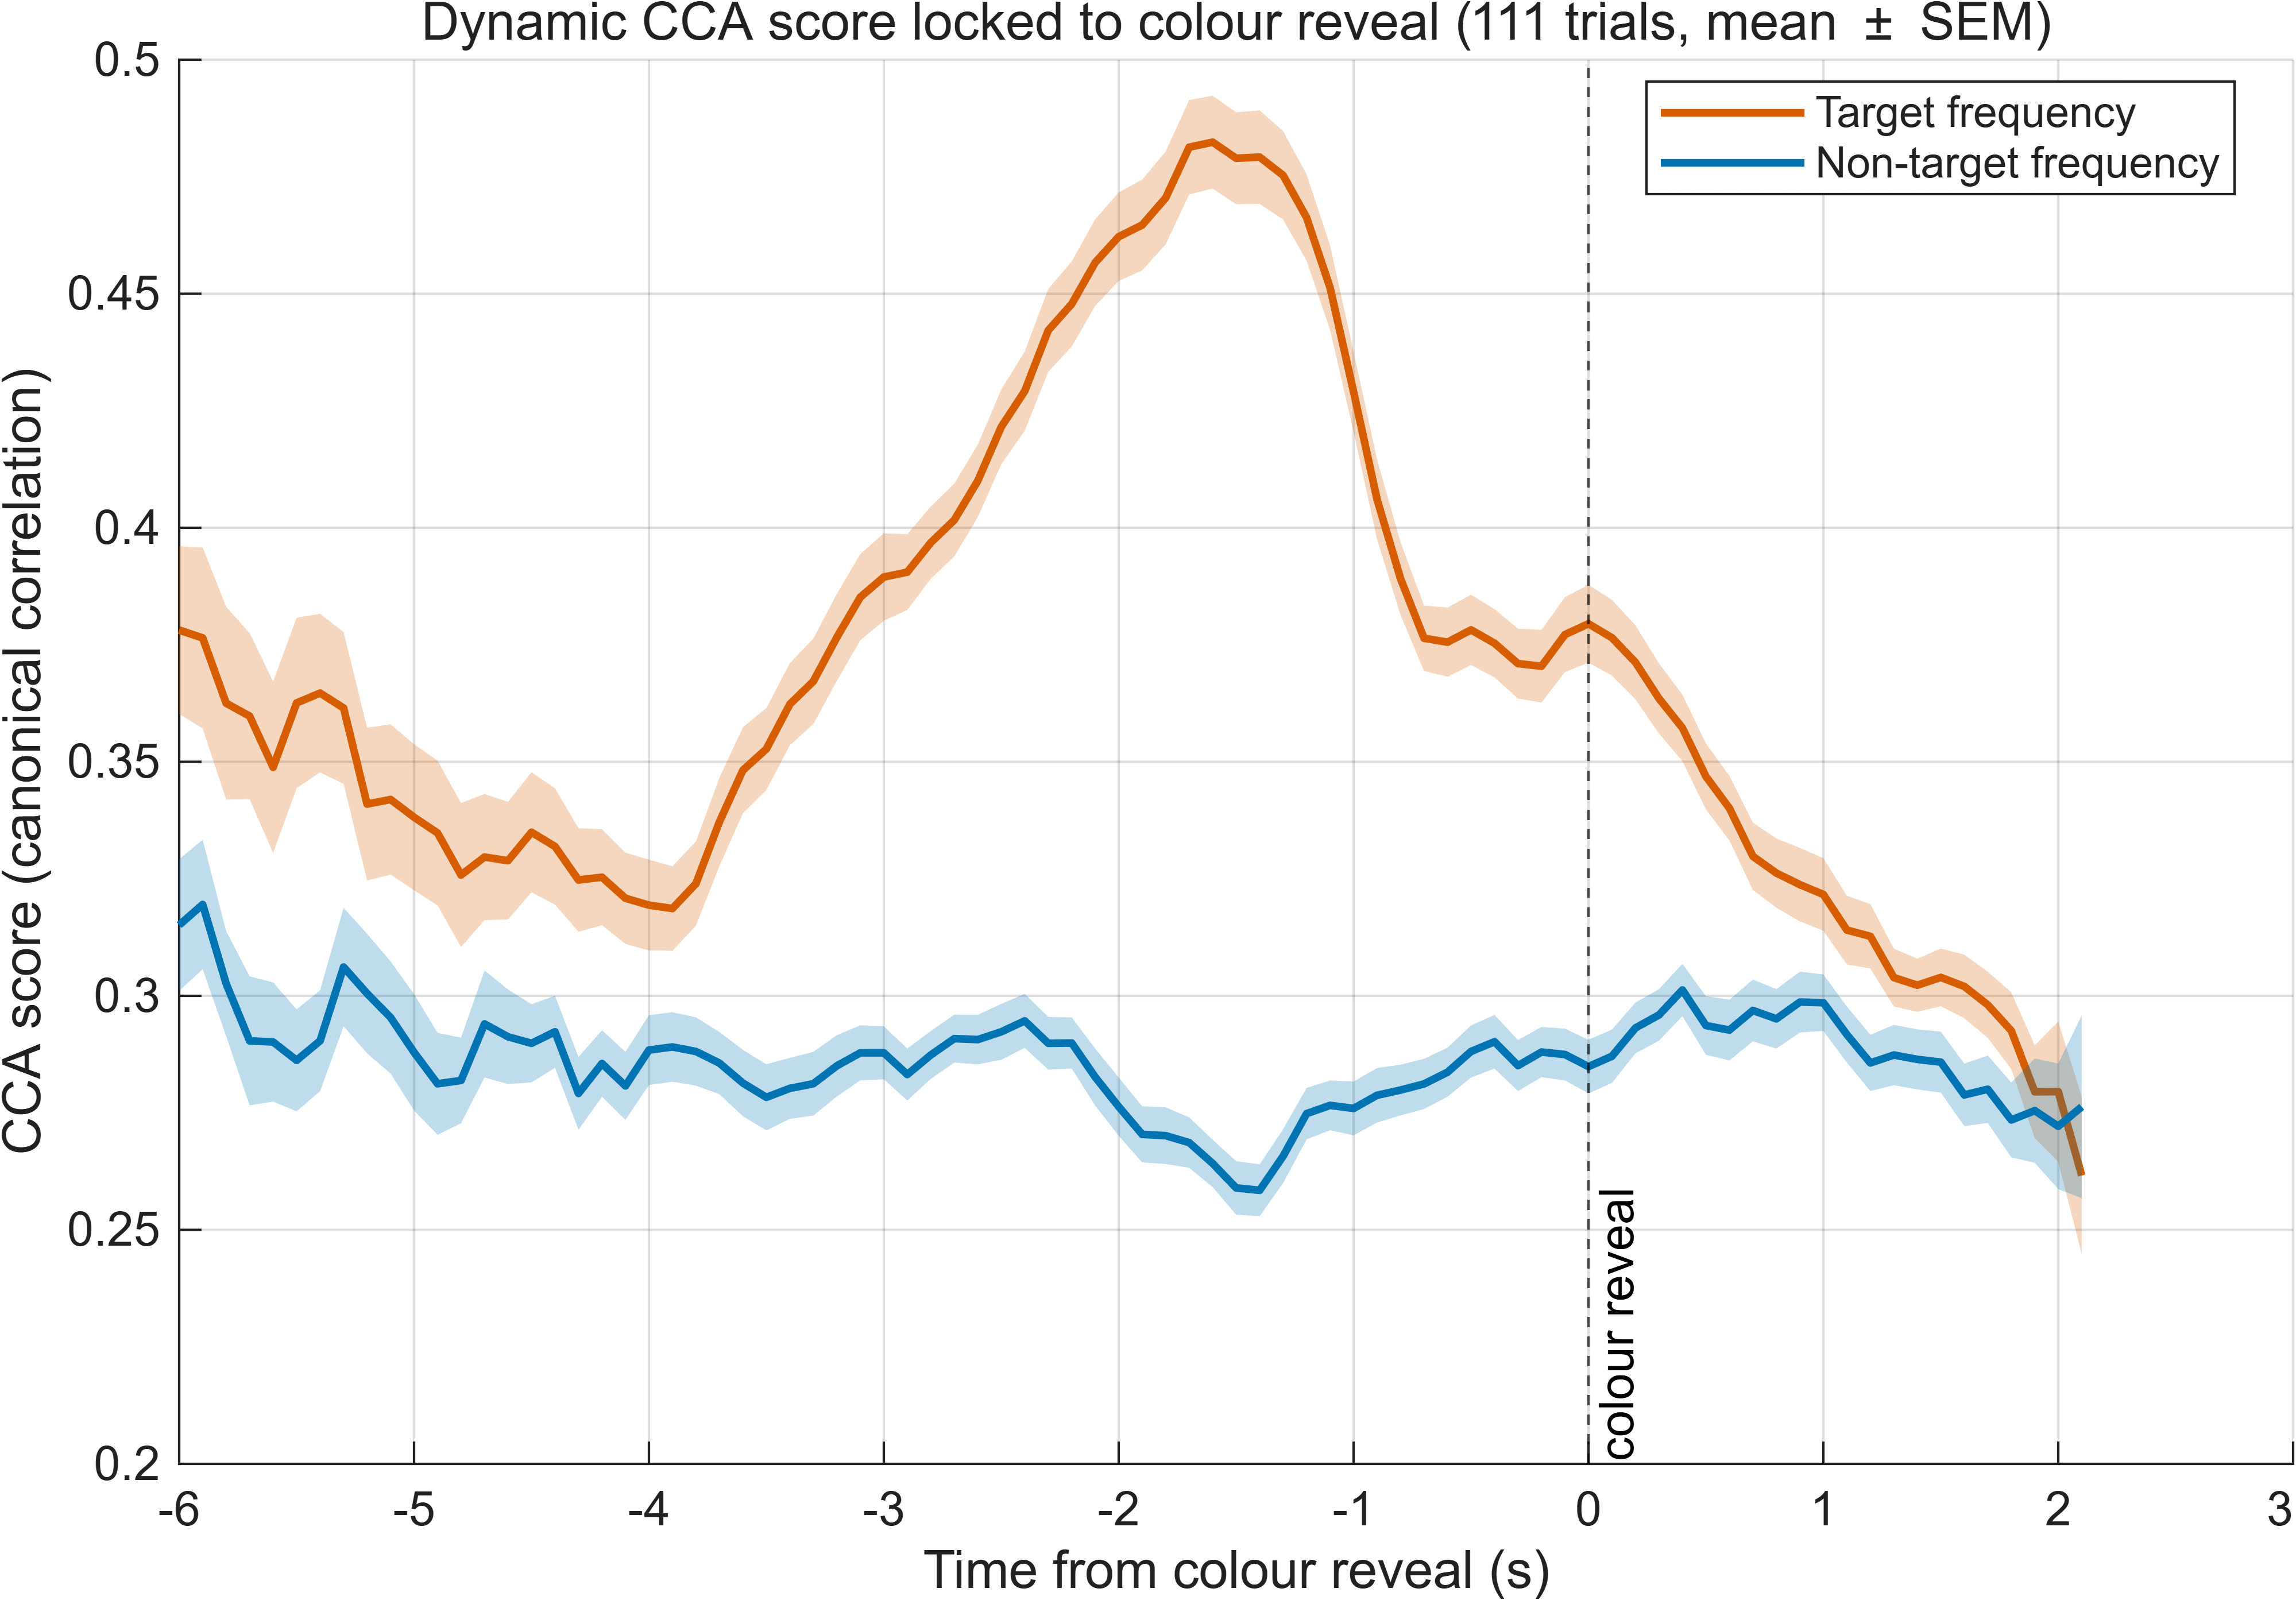 Dynamic CCA score locked to colour reveal (111 trials, mean ± SEM)
Target frequency
Non-target frequency
CCA score (canonical correlation)
0.5
0.45
0.4
0.35
0.3
0.25
0.2
colour reveal
-6 -5 -4 -3 -2 -1 0 1 2 3
Time from colour reveal (s)